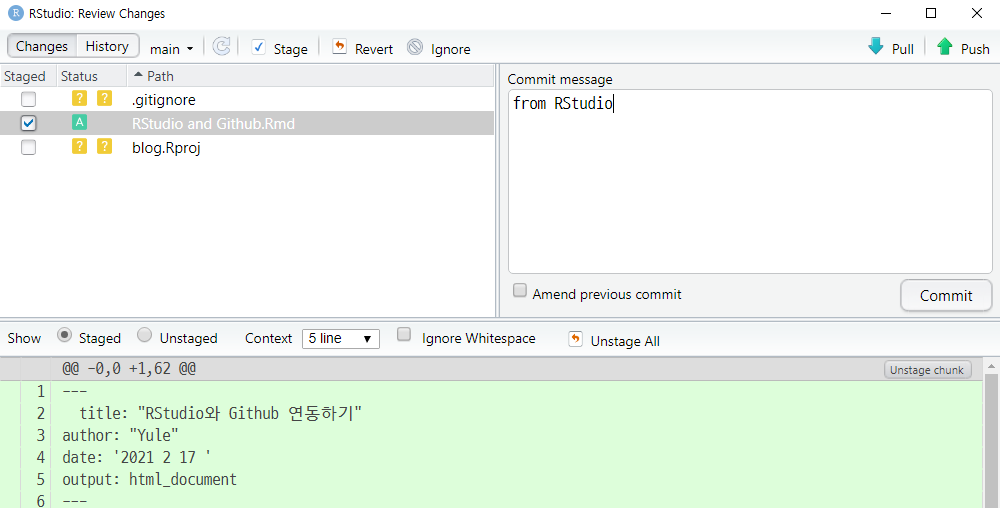 R RStudio: Review Changes
Changes History main Stage Revert Ignore Pull Push
Staged Status Path
? ? .gitignore
A RStudio and Github.Rmd
? ? blog.Rproj
Commit message
from RStudio
Amend previous commit Commit
Show Staged Unstaged Context 5 line Ignore Whitespace Unstage All
@@ -0,0 +1,62 @@ Unstage chunk
1 ---
2 title: "RStudio와 Github 연동하기"
3 author: "Yule"
4 date: '2021 2 17 '
5 output: html_document
6 ---